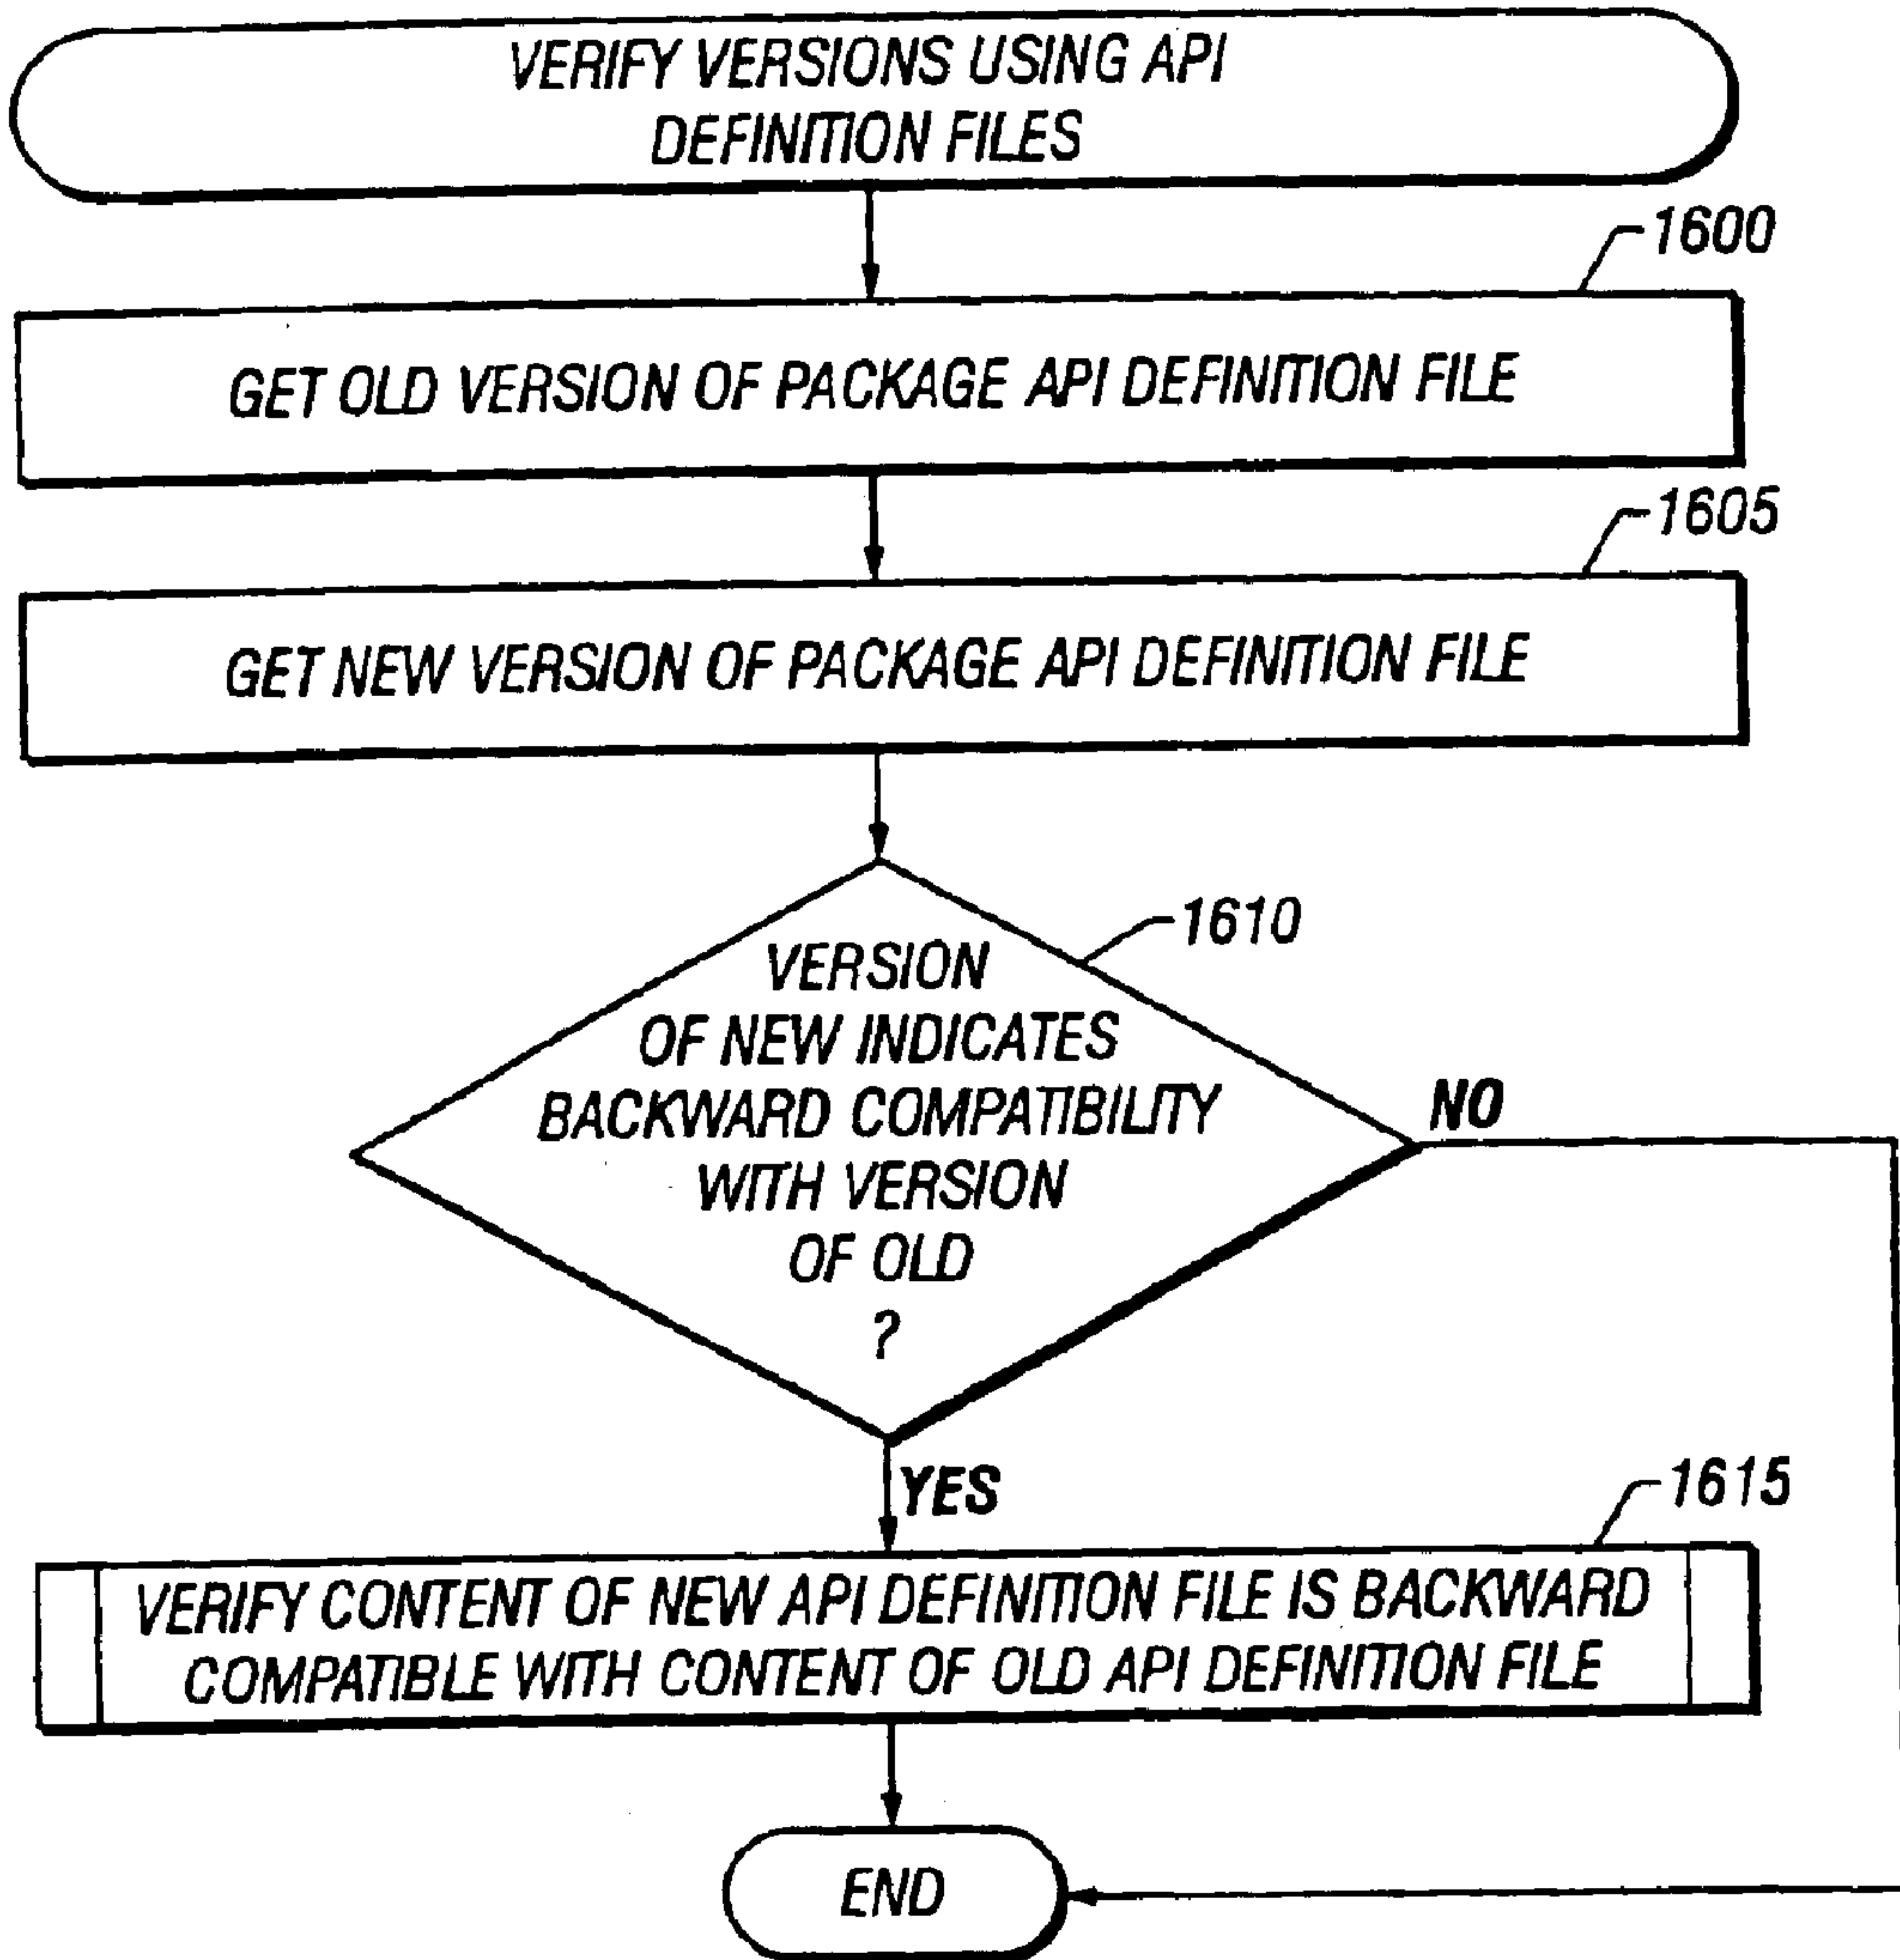 VERIFY VERSIONS USING API
DEFINITION FILES
1600
GET OLD VERSION OF PACKAGE API DEFINITION FILE
1605
GET NEW VERSION OF PACKAGE API DEFINITION FILE
1610
VERSION
OF NEW INDICATES
BACKWARD COMPATIBILITY
WITH VERSION
OF OLD
?
NO
YES
1615
VERIFY CONTENT OF NEW API DEFINITION FILE IS BACKWARD
COMPATIBLE WITH CONTENT OF OLD API DEFINITION FILE
END